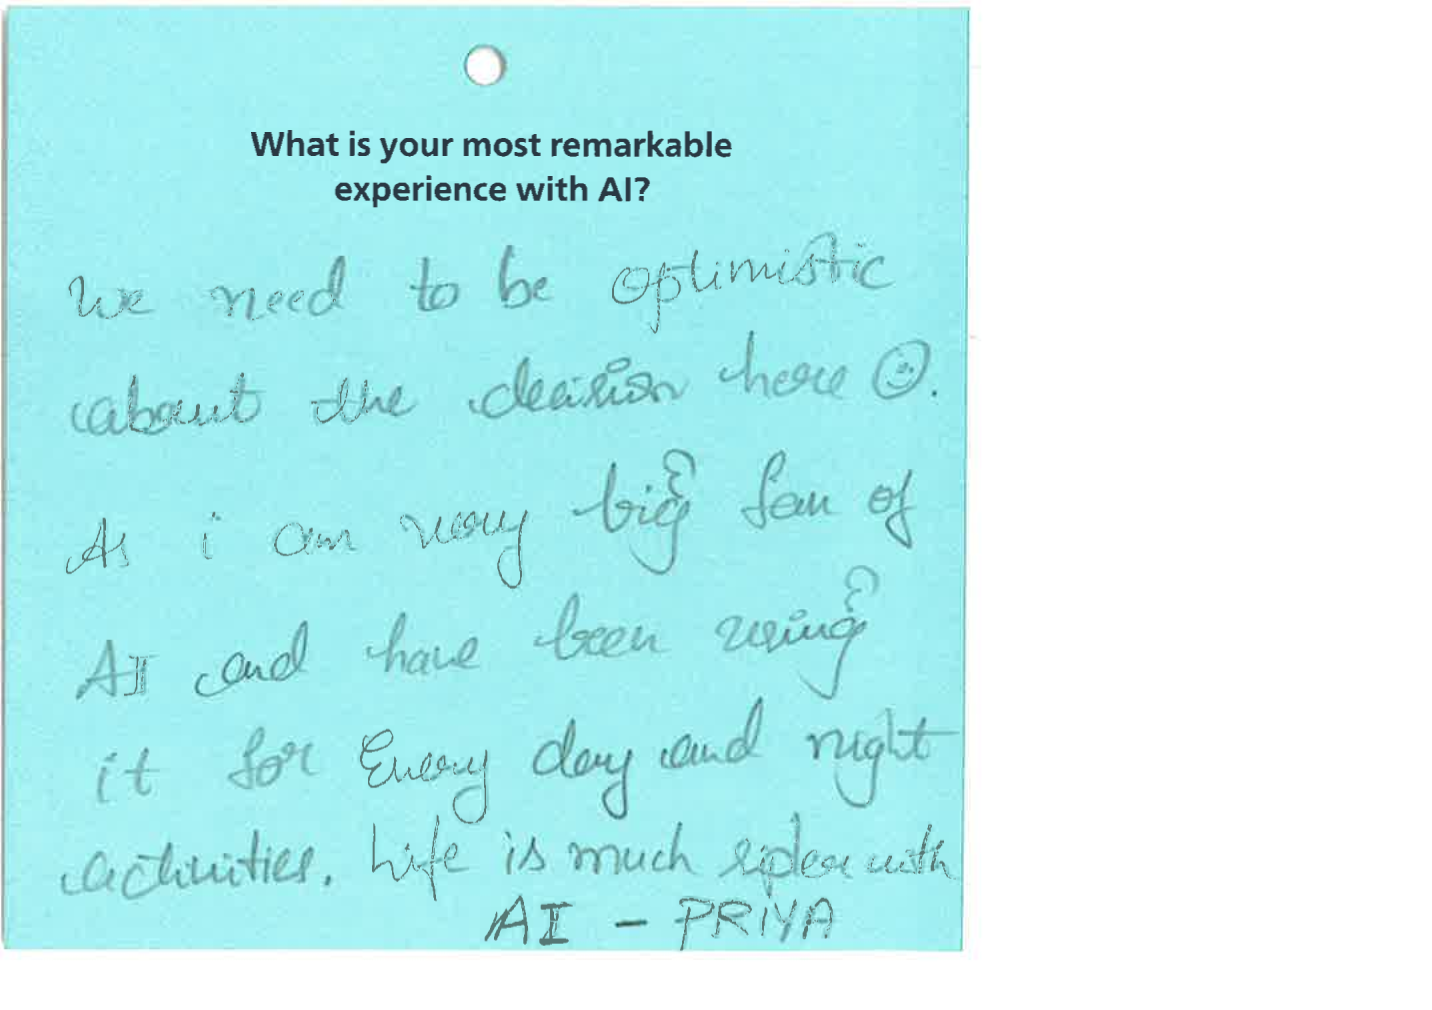 What is your most remarkable
experience with AI?
We need to be optimistic
about the decision here ☺.
As i am very big fan of
AI and have been using
it for Every day and night
activities. Life is much with
AI - PRIYA